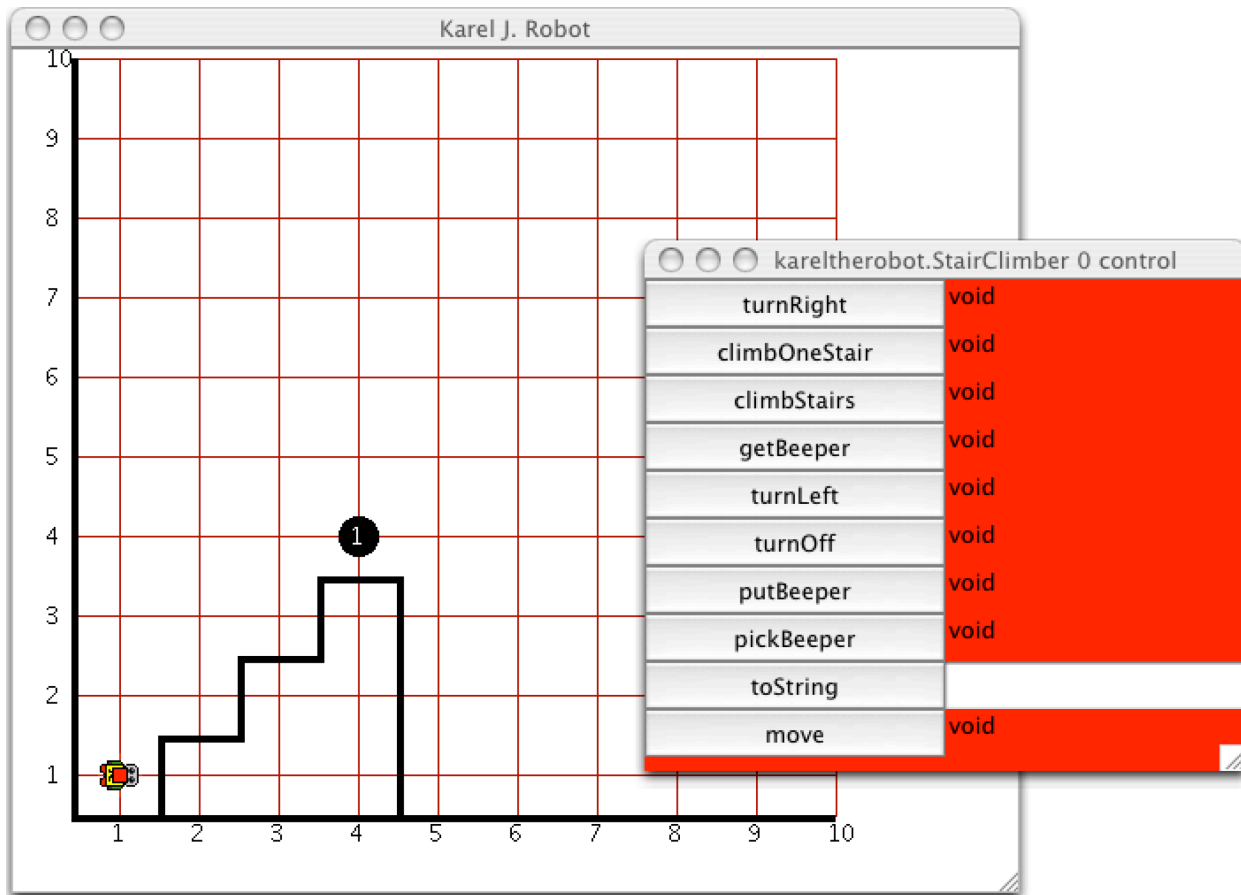 Karel J. Robot
10
9
8
7
6
5
4
3
2
1
1
1 2 3 4 5 6 7 8 9 10
kareltherobot.StairClimber 0 control
turnRight void
climbOneStair void
climbStairs void
getBeeper void
turnLeft void
turnOff void
putBeeper void
pickBeeper void
toString
move void